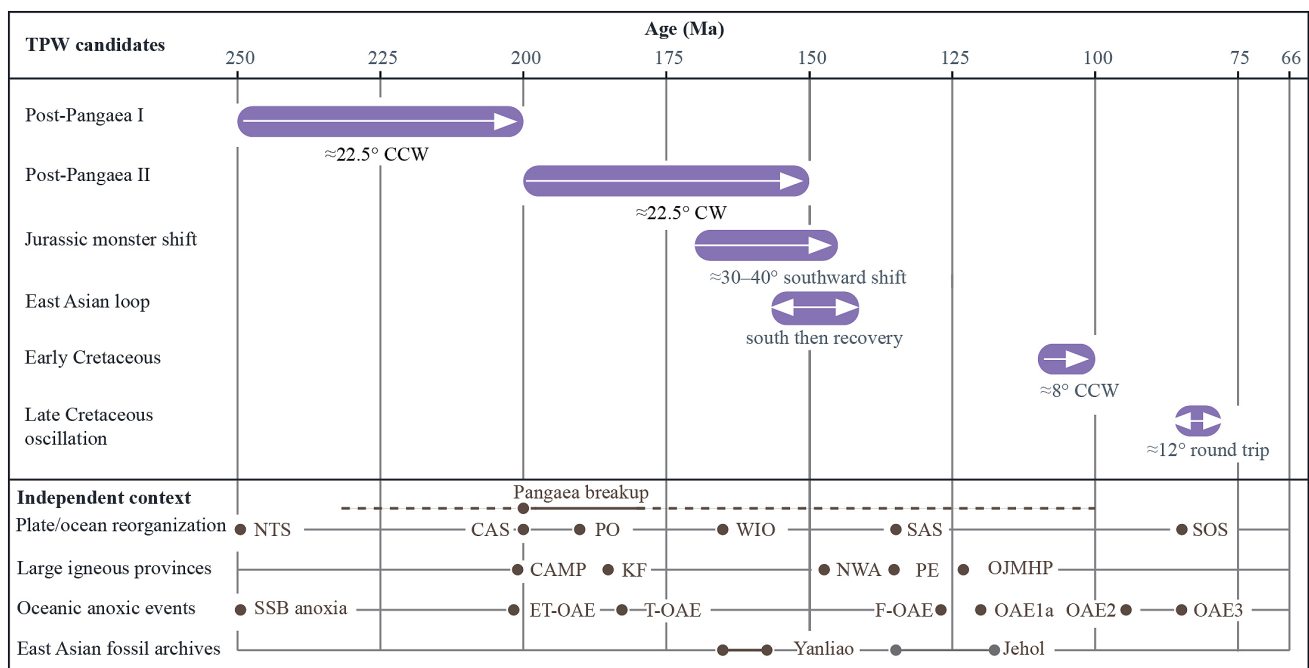 Age (Ma)
TPW candidates
250 225 200 175 150 125 100 75 66
Post-Pangaea I
≈22.5° CCW
Post-Pangaea II
≈22.5° CW
Jurassic monster shift
≈30–40° southward shift
East Asian loop
south then recovery
Early Cretaceous
≈8° CCW
Late Cretaceous
oscillation
≈12° round trip
Independent context
Pangaea breakup
Plate/ocean reorganization NTS CAS PO WIO SAS SOS
Large igneous provinces CAMP KF NWA PE OJMHP
Oceanic anoxic events SSB anoxia ET-OAE T-OAE F-OAE OAE1a OAE2 OAE3
East Asian fossil archives Yanliao Jehol